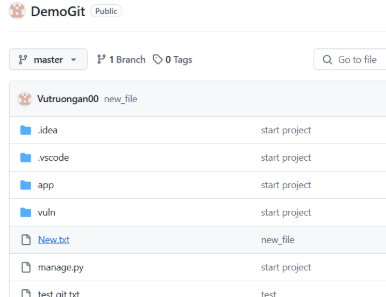 DemoGit Public
master 1 Branch 0 Tags Go to file
Vutruongan00 new_file
.idea start project
.vscode start project
app start project
vuln start project
New.txt new_file
manage.py start project
test git.txt test